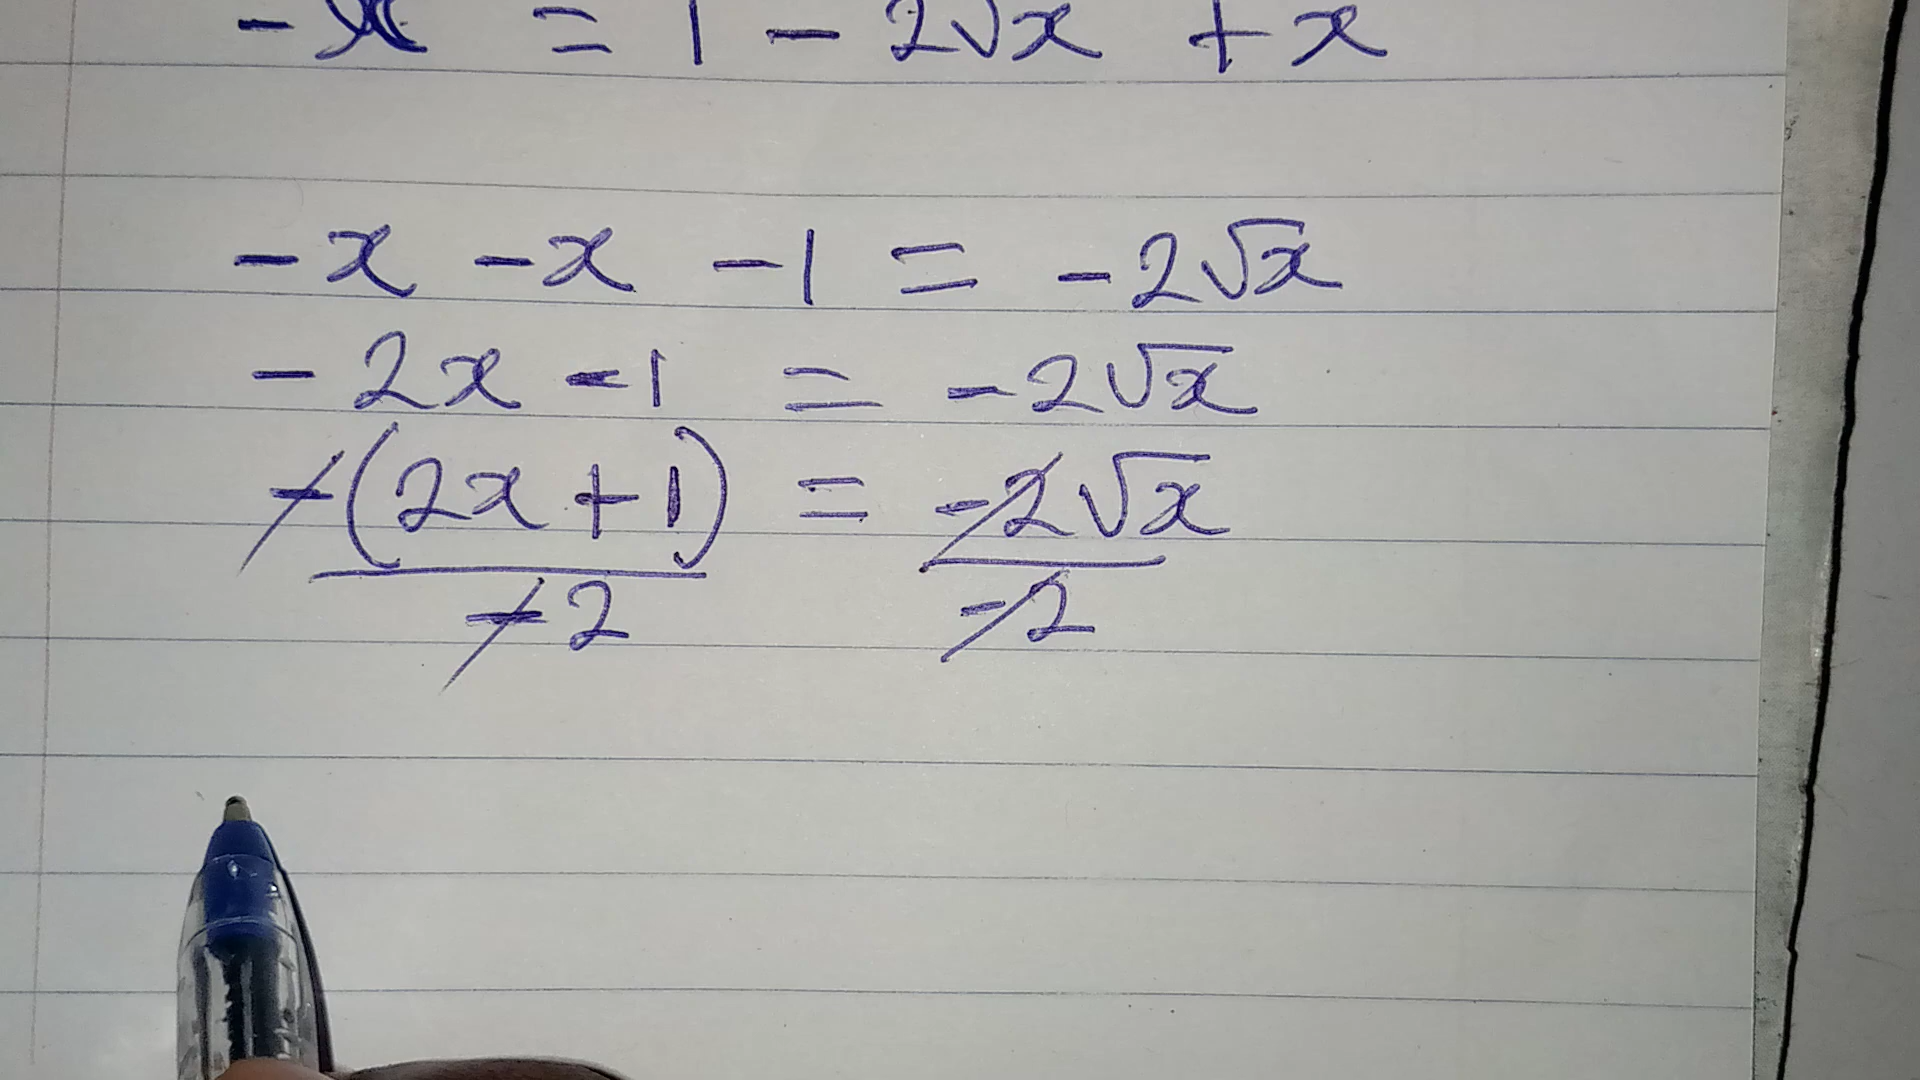 -x = 1 - 2√x + x
-x - x - 1 = -2√x
-2x - 1 = -2√x
-(2x + 1) = -2√x
-2 -2